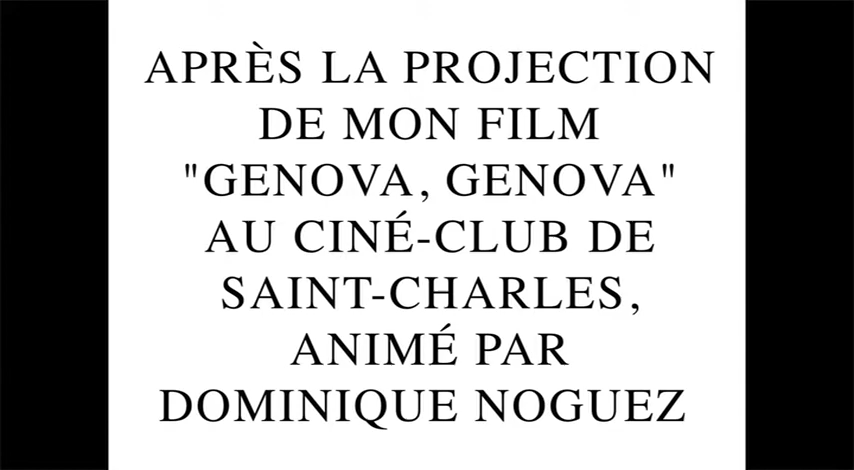 APRÈS LA PROJECTION
DE MON FILM
"GENOVA, GENOVA"
AU CINÉ-CLUB DE
SAINT-CHARLES,
ANIMÉ PAR
DOMINIQUE NOGUEZ